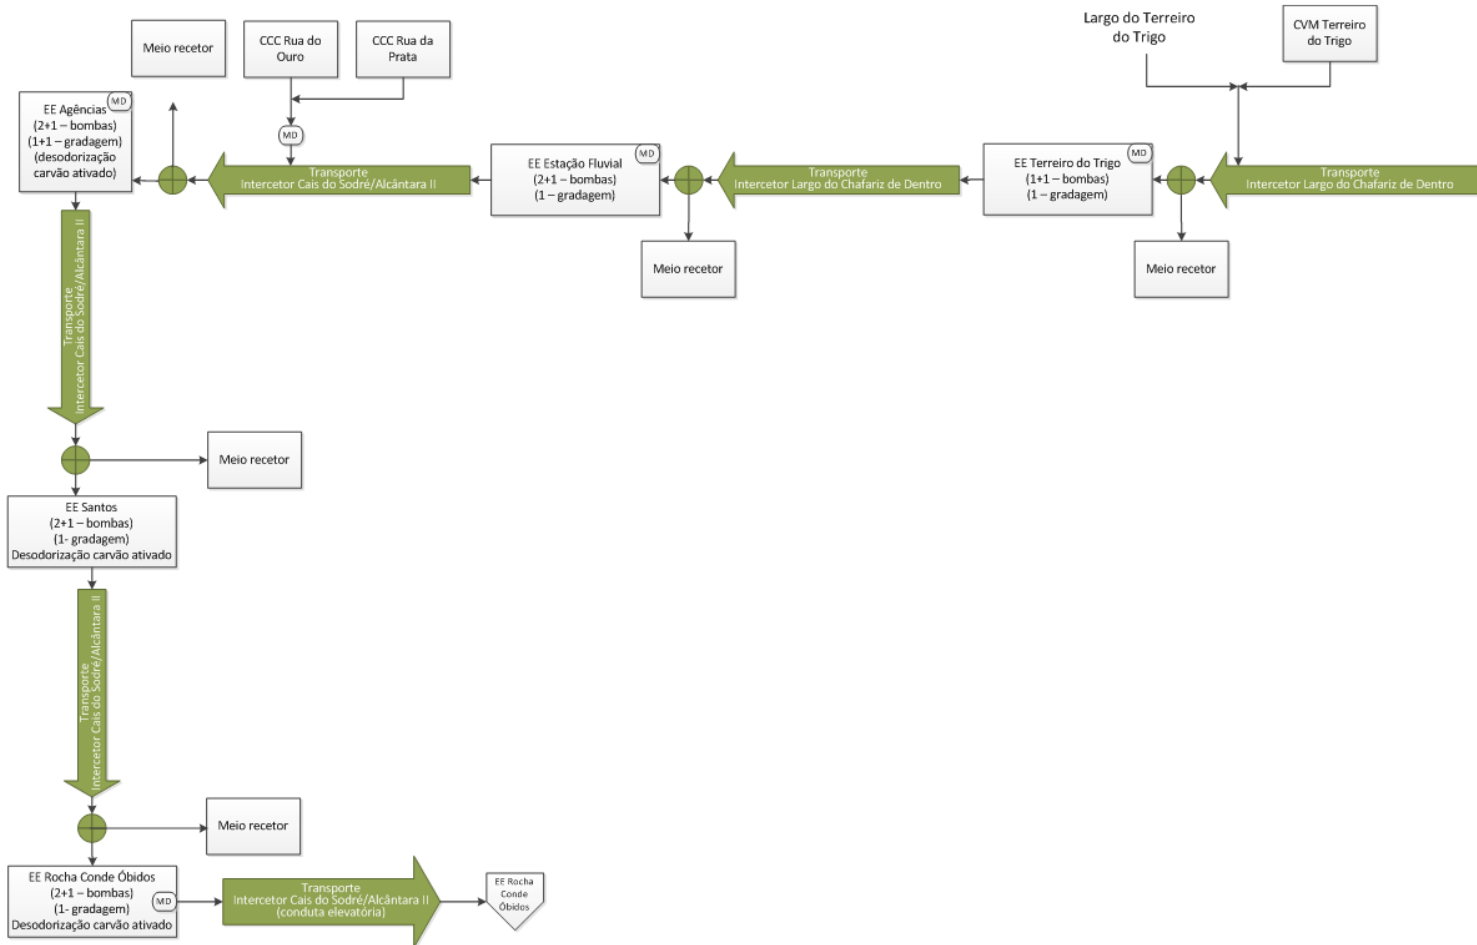 Meio recetor
CCC Rua do
Ouro
CCC Rua da
Prata
Largo do Terreiro
do Trigo
CVM Terreiro
do Trigo
EE Agências
(2+1 – bombas)
(1+1 – gradagem)
(desodorização
carvão ativado)
MD
MD
Transporte
Intercetor Cais do Sodré/Alcântara II
EE Estação Fluvial
(2+1 – bombas)
(1 – gradagem)
MD
Transporte
Intercetor Largo do Chafariz de Dentro
EE Terreiro do Trigo
(1+1 – bombas)
(1 – gradagem)
MD
Transporte
Intercetor Largo do Chafariz de Dentro
Meio recetor
Meio recetor
Transporte
Intercetor Cais do Sodré/Alcântara II
Meio recetor
EE Santos
(2+1 – bombas)
(1- gradagem)
Desodorização carvão ativado
Transporte
Intercetor Cais do Sodré/Alcântara II
Meio recetor
EE Rocha Conde Óbidos
(2+1 – bombas)
(1- gradagem)
Desodorização carvão ativado
MD
Transporte
Intercetor Cais do Sodré/Alcântara II
(conduta elevatória)
EE Rocha
Conde
Óbidos